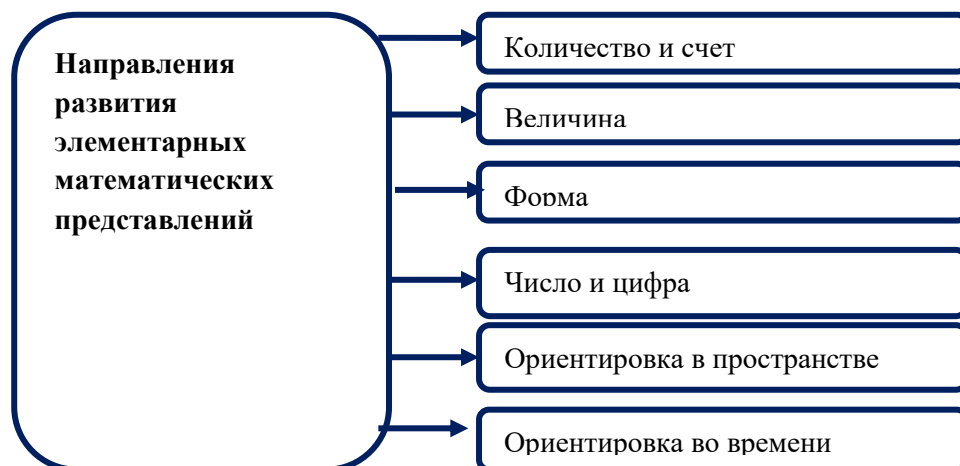 Направления
развития
элементарных
математических
представлений
Количество и счет
Величина
Форма
Число и цифра
Ориентировка в пространстве
Ориентировка во времени